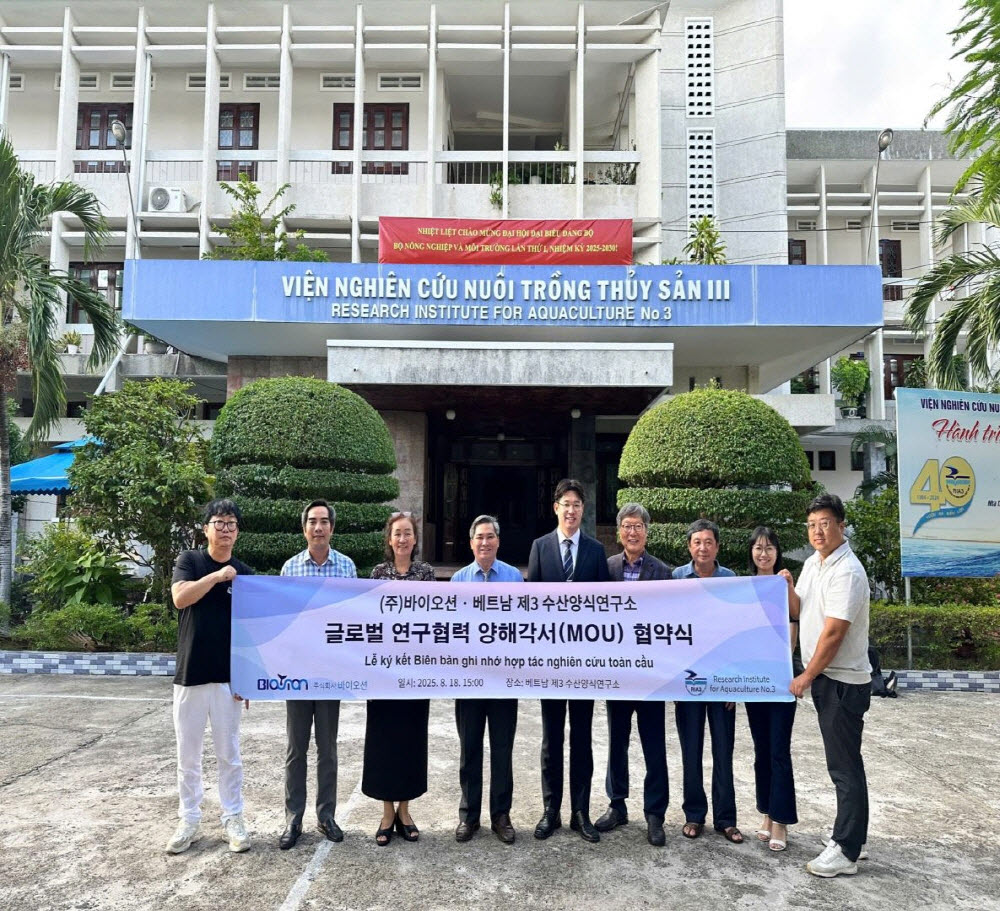 NHIỆT LIỆT CHÀO MỪNG ĐẠI HỘI ĐẠI BIỂU ĐẢNG BỘ
BỘ NÔNG NGHIỆP VÀ MÔI TRƯỜNG LẦN THỨ I, NHIỆM KỲ 2025-2030!
VIỆN NGHIÊN CỨU NUÔI TRỒNG THỦY SẢN III
RESEARCH INSTITUTE FOR AQUACULTURE No.3
VIỆN NGHIÊN CỨU NU
Hành tr
40
RIA3
(주)바이오션 · 베트남 제3 수산양식연구소
글로벌 연구협력 양해각서(MOU) 협약식
Lễ ký kết Biên bản ghi nhớ hợp tác nghiên cứu toàn cầu
주식회사 바이오션
일시: 2025. 8. 18. 15:00 장소: 베트남 제3 수산양식연구소
RIA3
Research Institute
for Aquaculture No.3